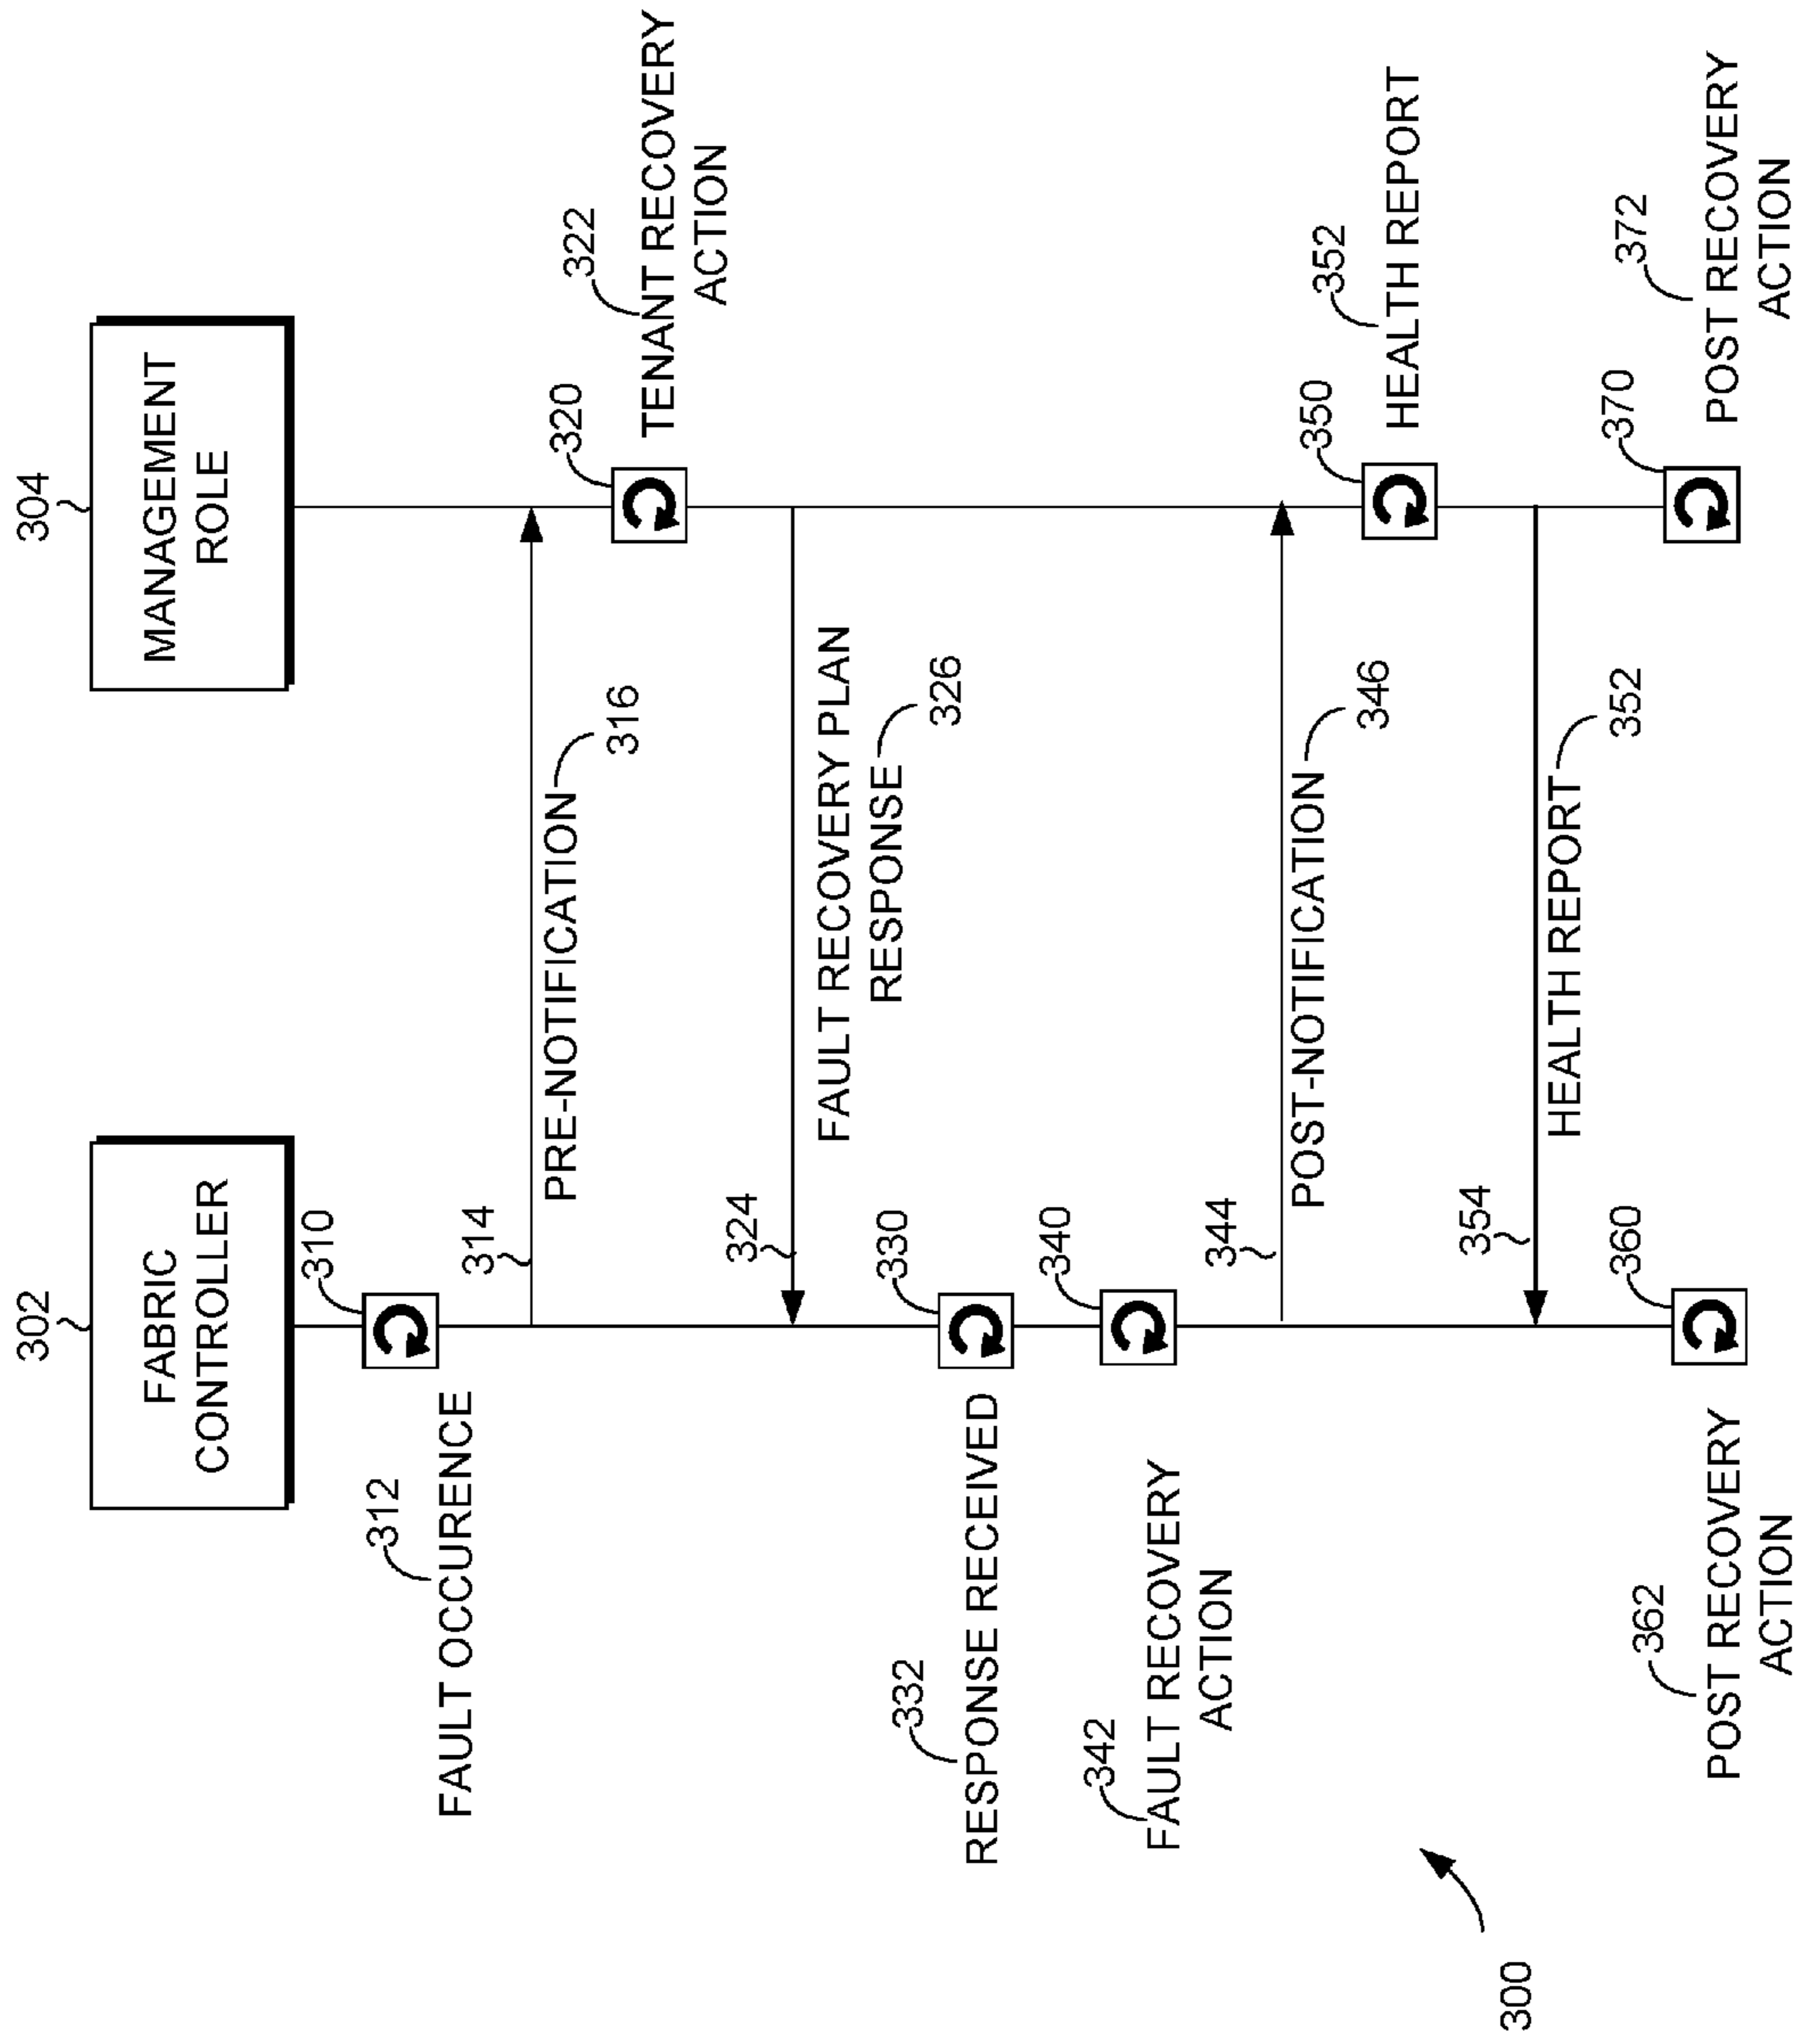 302
304
FABRIC
CONTROLLER
MANAGEMENT
ROLE
310
312
FAULT OCCURENCE
314
PRE-NOTIFICATION
316
320
322
TENANT RECOVERY
ACTION
324
FAULT RECOVERY PLAN
RESPONSE
326
330
332
RESPONSE RECEIVED
340
342
FAULT RECOVERY
ACTION
344
POST-NOTIFICATION
346
350
352
HEALTH REPORT
354
HEALTH REPORT
352
360
362
POST RECOVERY
ACTION
370
372
POST RECOVERY
ACTION
300